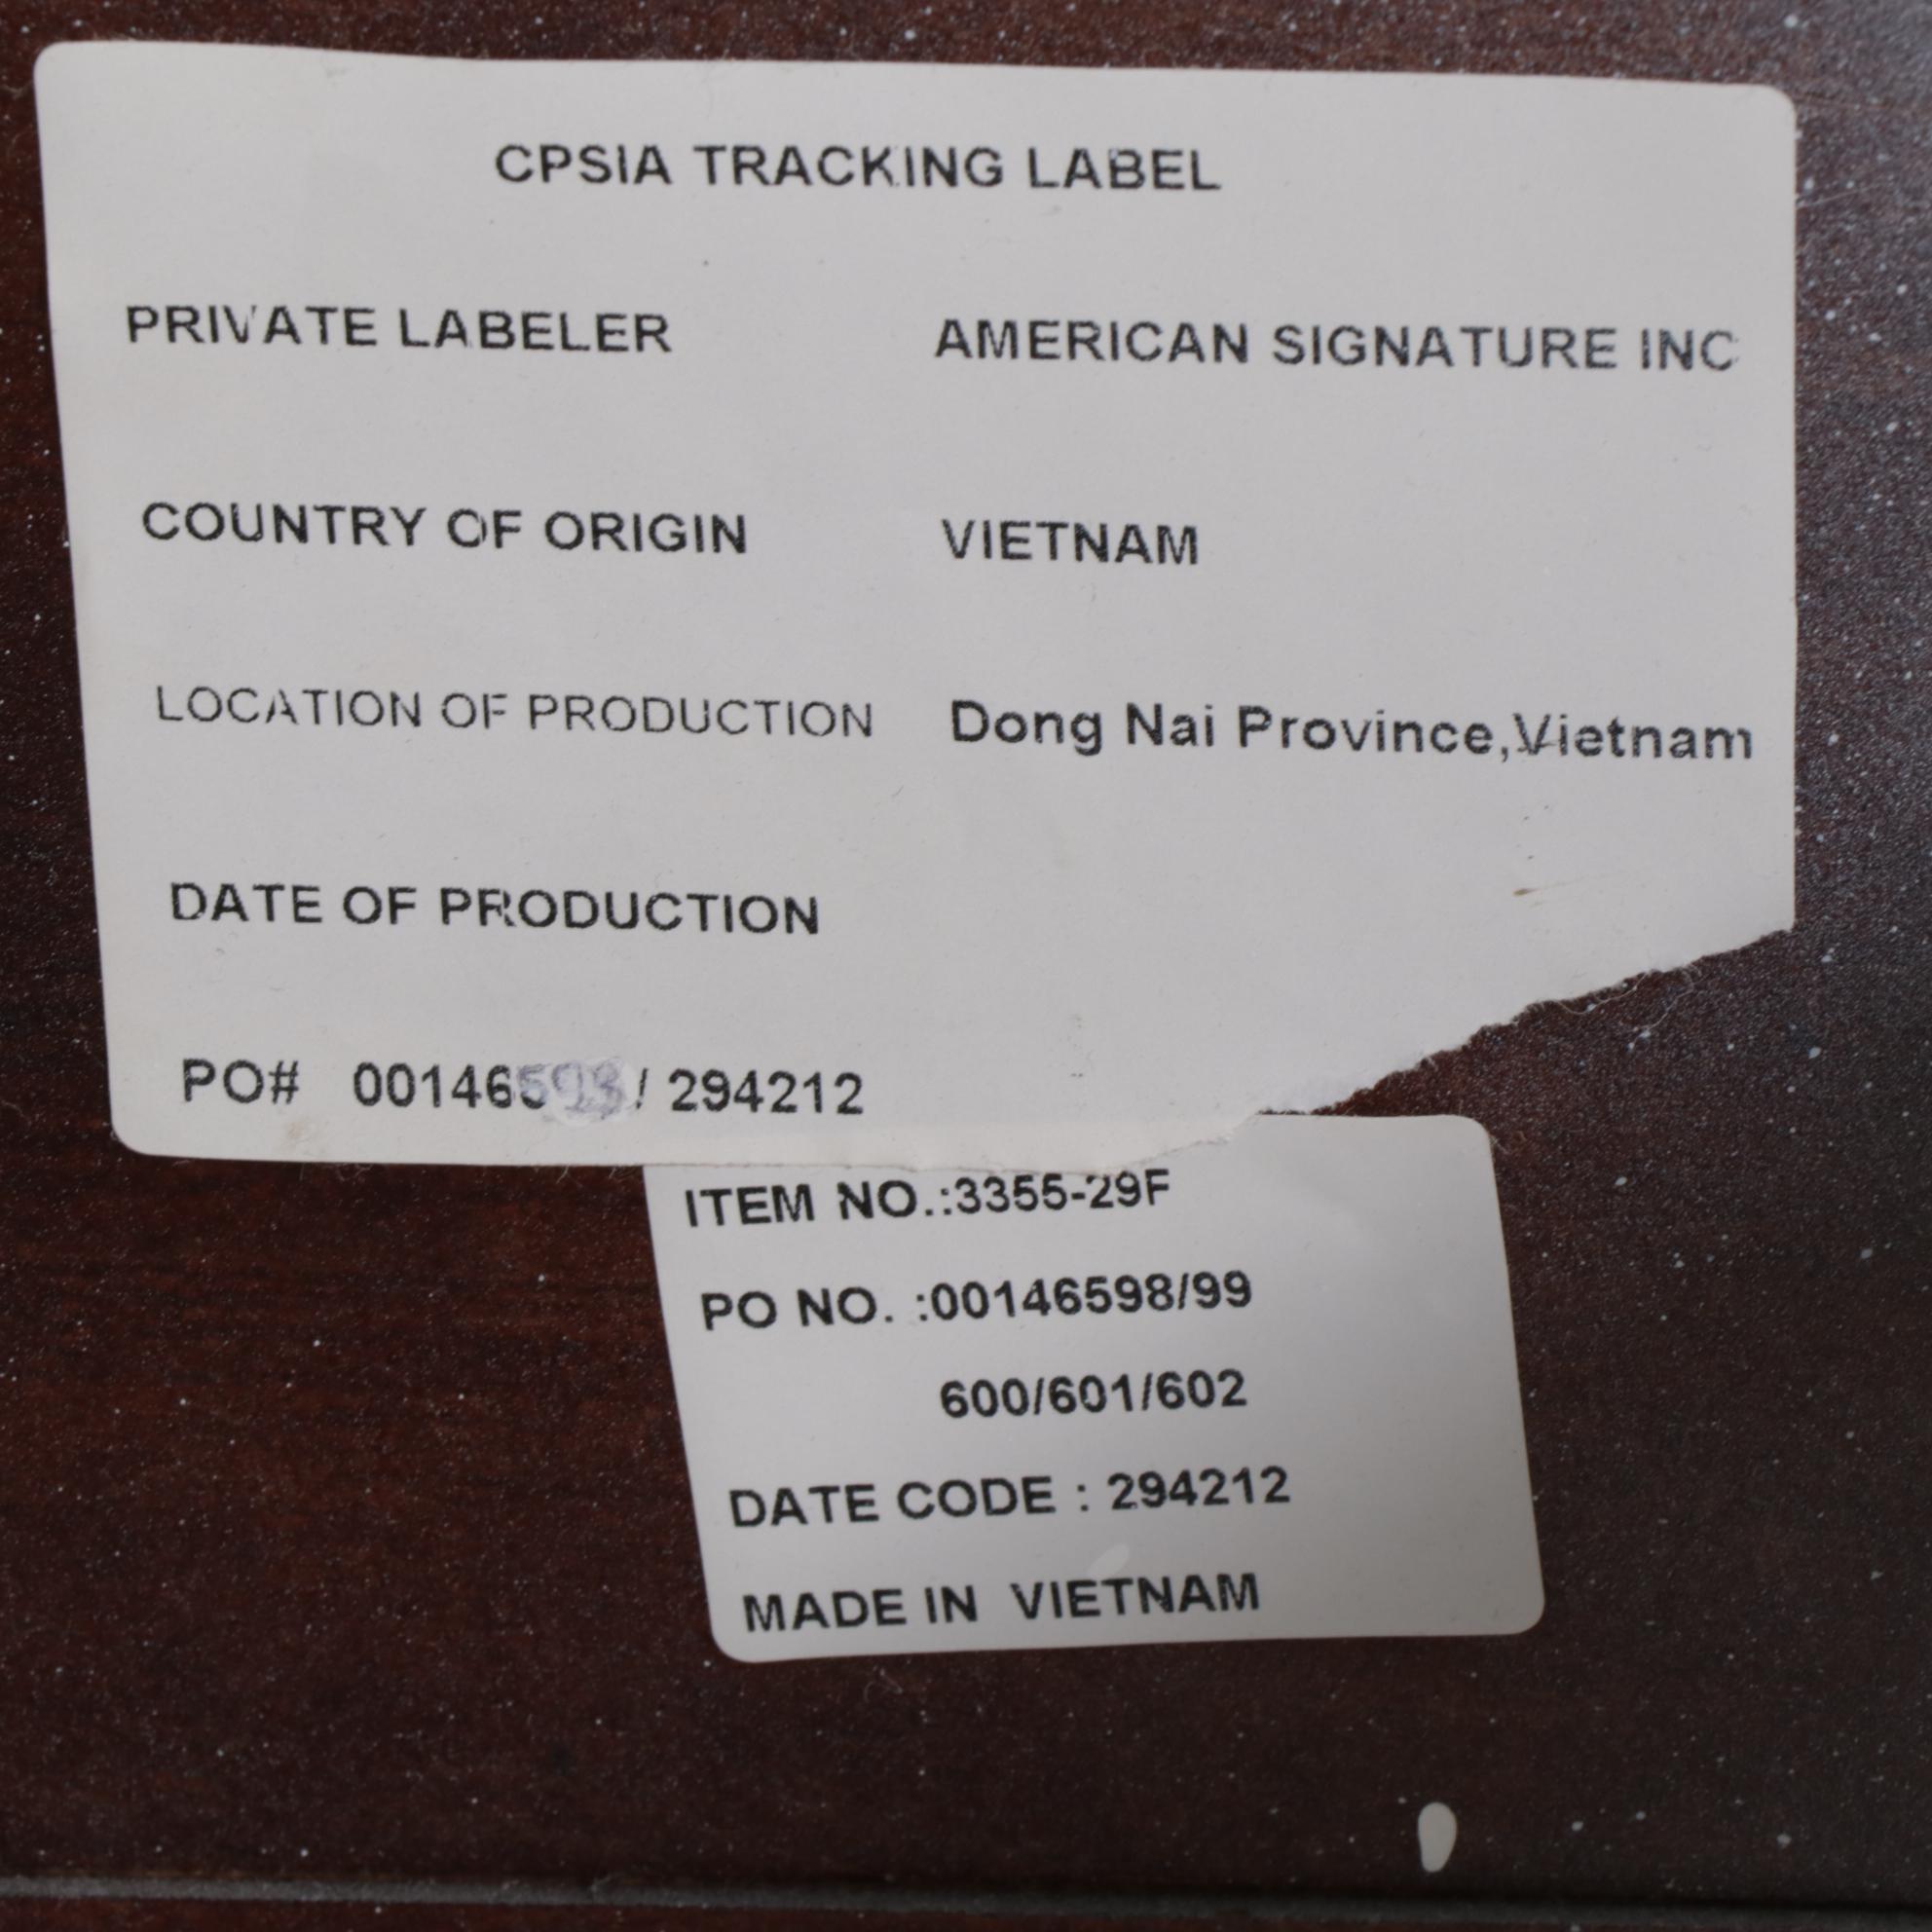 CPSIA TRACKING LABEL
PRIVATE LABELER AMERICAN SIGNATURE INC
COUNTRY OF ORIGIN VIETNAM
LOCATION OF PRODUCTION Dong Nai Province,Vietnam
DATE OF PRODUCTION
PO# / 294212
ITEM NO.:3355-29F
PO NO. :00146598/99
600/601/602
DATE CODE : 294212
MADE IN VIETNAM